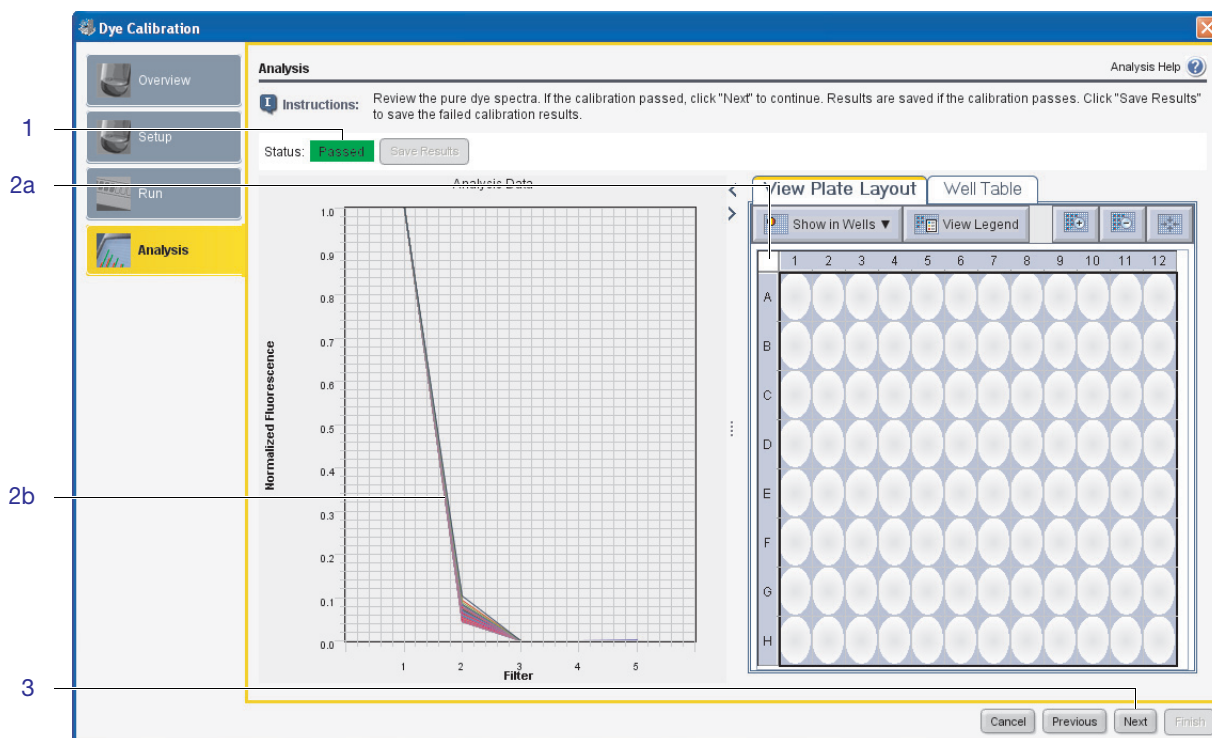 Dye Calibration
Overview
Setup
Run
Analysis
Analysis
Analysis Help
Instructions: Review the pure dye spectra. If the calibration passed, click "Next" to continue. Results are saved if the calibration passes. Click "Save Results"
to save the failed calibration results.
1
Status: Passed Save Results
2a
Analysis Data
Normalized Fluorescence
1.0
0.9
0.8
0.7
0.6
0.5
0.4
0.3
0.2
0.1
0.0
1 2 3 4 5
Filter
2b
View Plate Layout Well Table
Show in Wells ▼ View Legend
1 2 3 4 5 6 7 8 9 10 11 12
A
B
C
D
E
F
G
H
3
Cancel Previous Next Finish